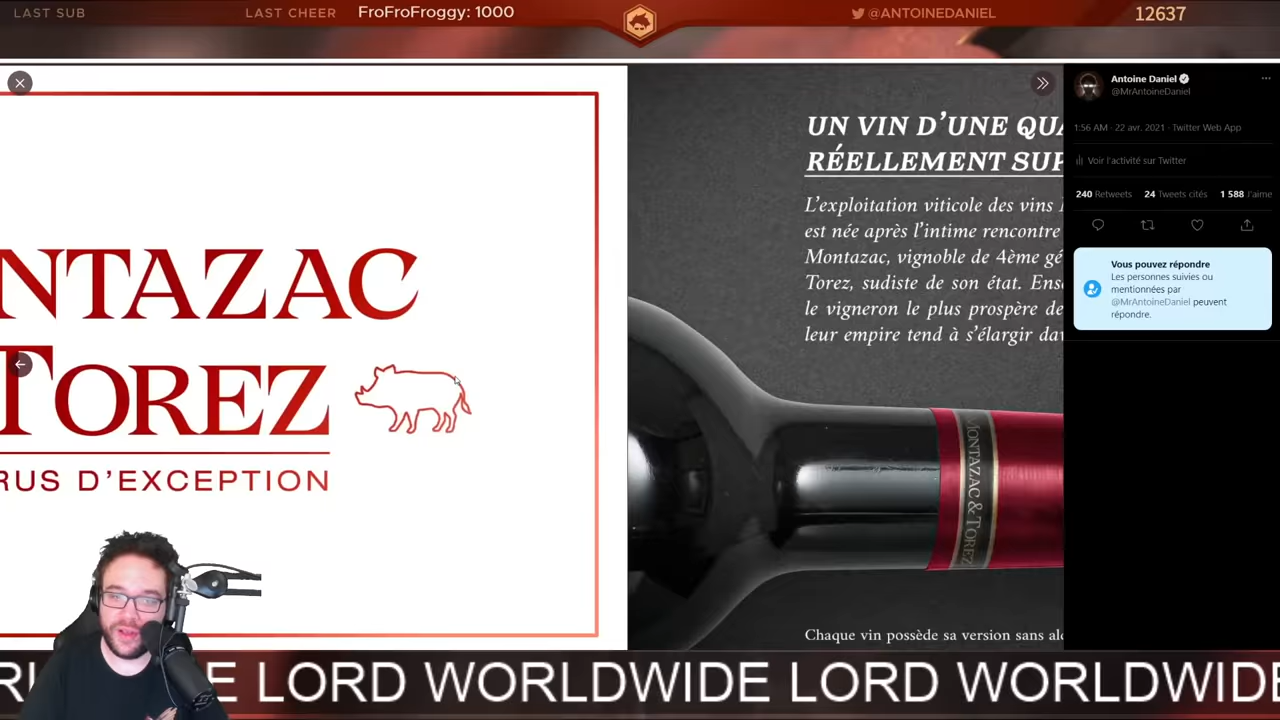 LAST SUB
LAST CHEER
FroFroFroggy: 1000
@ANTOINEDANIEL
12637
NTAZAC
TOREZ
RUS D'EXCEPTION
UN VIN D'UNE QUA
RÉELLEMENT SUP
L'exploitation viticole des vins
est née après l'intime rencontre
Montazac, vignoble de 4ème gé
Torez, sudiste de son état. Ens
le vigneron le plus prospère de
leur empire tend à s'élargir dav
MONTAZAC & TOREZ
Chaque vin possède sa version sans alc
Antoine Daniel
@MrAntoineDaniel
1:56 AM · 22 avr. 2021 · Twitter Web App
Voir l'activité sur Twitter
240 Retweets 24 Tweets cités 1 588 J'aime
Vous pouvez répondre
Les personnes suivies ou
mentionnées par
@MrAntoineDaniel peuvent
répondre.
E LORD WORLDWIDE LORD WORLDWIDE